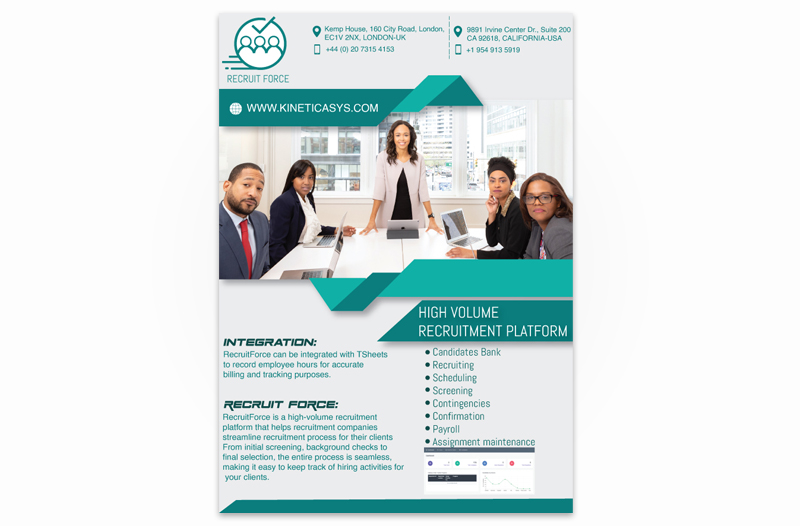 RECRUIT FORCE
Kemp House, 160 City Road, London,
EC1V 2NX, LONDON-UK
+44 (0) 20 7315 4153
9891 Irvine Center Dr., Suite 200
CA 92618, CALIFORNIA-USA
+1 954 913 5919
WWW.KINETICASYS.COM
HIGH VOLUME
RECRUITMENT PLATFORM
INTEGRATION:
RecruitForce can be integrated with TSheets
to record employee hours for accurate
billing and tracking purposes.
RECRUIT FORCE:
RecruitForce is a high-volume recruitment
platform that helps recruitment companies
streamline recruitment process for their clients
From initial screening, background checks to
final selection, the entire process is seamless,
making it easy to keep track of hiring activities for
your clients.
Candidates Bank
Recruiting
Scheduling
Screening
Contingencies
Confirmation
Payroll
Assignment maintenance